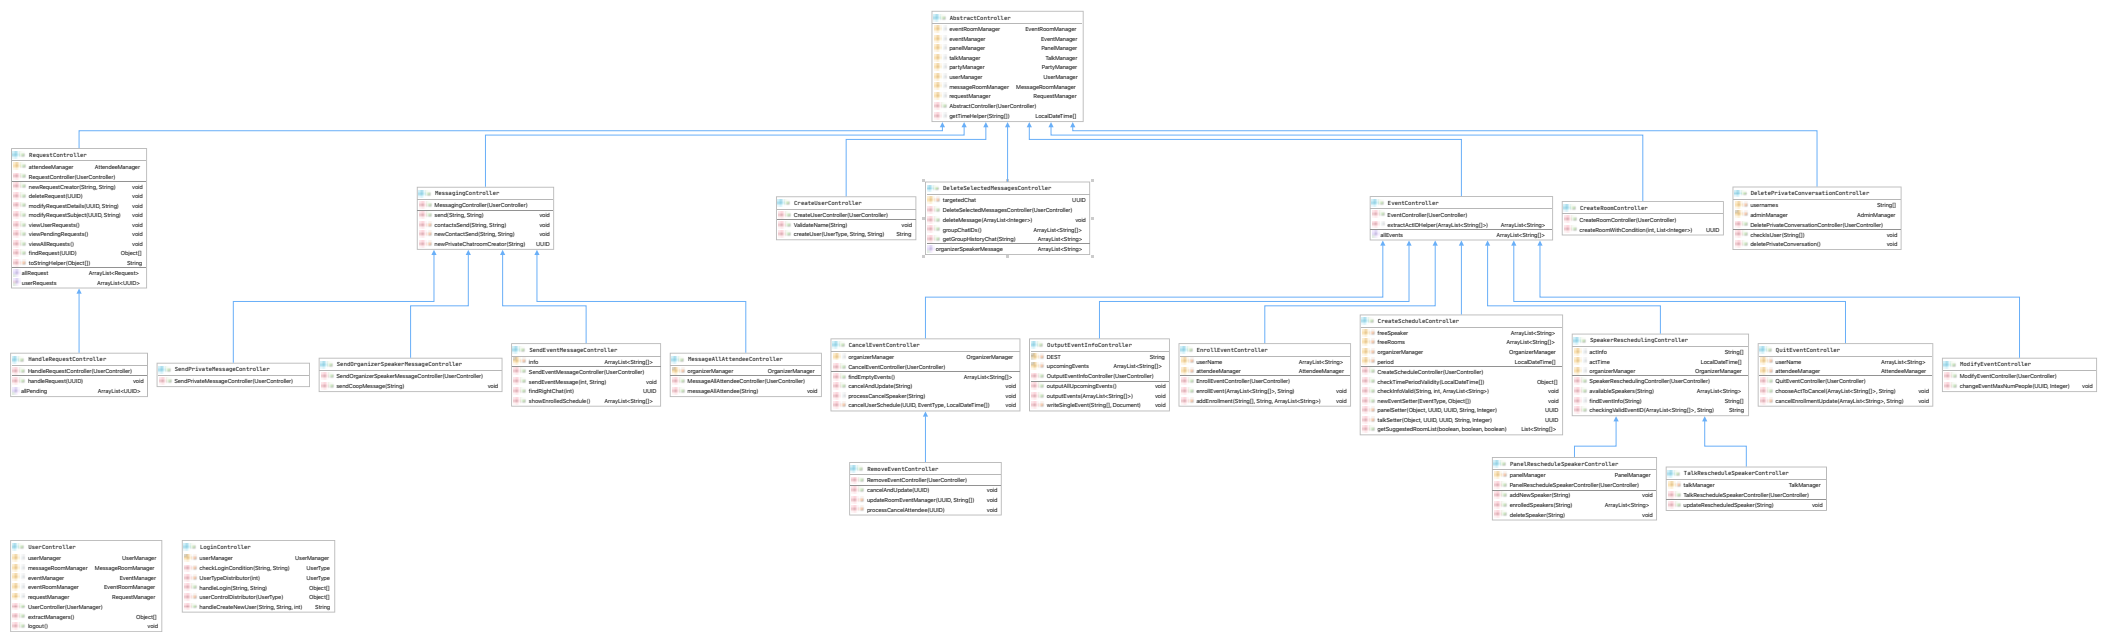 AbstractController
eventRoomManager EventRoomManager
eventManager EventManager
panelManager PanelManager
talkManager TalkManager
partyManager PartyManager
userManager UserManager
messageRoomManager MessageRoomManager
requestManager RequestManager
AbstractController(UserController)
getTimeHelper(String[]) LocalDateTime[]
RequestController
attendeeManager AttendeeManager
RequestController(UserController)
newRequestCreator(String, String) void
deleteRequest(UUID) void
modifyRequestDetails(UUID, String) void
modifyRequestSubject(UUID, String) void
viewUserRequests() void
viewPendingRequests() void
viewAllRequests() void
findRequest(UUID) Object[]
toStringHelper(Object[]) String
allRequest ArrayList<Request>
userRequests ArrayList<UUID>
MessagingController
MessagingController(UserController)
send(String, String) void
contactsSend(String, String) void
newContactSend(String, String) void
newPrivateChatroomCreator(String) UUID
CreateUserController
CreateUserController(UserController)
ValidateName(String) void
createUser(UserType, String, String) String
DeleteSelectedMessagesController
targetedChat UUID
DeleteSelectedMessagesController(UserController)
deleteMessage(ArrayList<Integer>) void
groupChatIDs() ArrayList<String[]>
getGroupHistoryChat(String) ArrayList<String>
organizerSpeakerMessage ArrayList<String>
EventController
EventController(UserController)
extractActIDHelper(ArrayList<String[]>) ArrayList<String>
allEvents ArrayList<String[]>
CreateRoomController
CreateRoomController(UserController)
createRoomWithCondition(int, List<Integer>) UUID
DeletePrivateConversationController
usernames String[]
adminManager AdminManager
DeletePrivateConversationController(UserController)
checkIsUser(String[]) void
deletePrivateConversation() void
HandleRequestController
HandleRequestController(UserController)
handleRequest(UUID) void
allPending ArrayList<UUID>
SendPrivateMessageController
SendPrivateMessageController(UserController)
SendOrganizerSpeakerMessageController
SendOrganizerSpeakerMessageController(UserController)
sendCoopMessage(String) void
SendEventMessageController
info ArrayList<String[]>
SendEventMessageController(UserController)
sendEventMessage(int, String) void
findRightChat(int) UUID
showEnrolledSchedule() ArrayList<String[]>
MessageAllAttendeeController
organizerManager OrganizerManager
MessageAllAttendeeController(UserController)
messageAllAttendee(String) void
CancelEventController
organizerManager OrganizerManager
CancelEventController(UserController)
findEmptyEvents() ArrayList<String[]>
cancelAndUpdate(String) void
processCancelSpeaker(String) void
cancelUserSchedule(UUID, EventType, LocalDateTime[]) void
OutputEventInfoController
DEST String
upcomingEvents ArrayList<String[]>
OutputEventInfoController(UserController)
outputAllUpcomingEvents() void
outputEvents(ArrayList<String[]>) void
writeSingleEvent(String[], Document) void
EnrollEventController
userName ArrayList<String>
attendeeManager AttendeeManager
EnrollEventController(UserController)
enrollEvent(ArrayList<String[]>, String) void
addEnrollment(String[], String, ArrayList<String>) void
CreateScheduleController
freeSpeaker ArrayList<String>
freeRooms ArrayList<String[]>
organizerManager OrganizerManager
period LocalDateTime[]
CreateScheduleController(UserController)
checkTimePeriodValidity(LocalDateTime[]) Object[]
checkInfoValid(String, int, ArrayList<String>) void
newEventSetter(EventType, Object[]) void
panelSetter(Object, UUID, UUID, String, Integer) UUID
talkSetter(Object, UUID, UUID, String, Integer) UUID
getSuggestedRoomList(boolean, boolean, boolean) List<String[]>
SpeakerReschedulingController
actInfo String[]
actTime LocalDateTime[]
organizerManager OrganizerManager
SpeakerReschedulingController(UserController)
availableSpeakers(String) ArrayList<String>
findEventInfo(String) String[]
checkingValidEventID(ArrayList<String[]>, String) String
QuitEventController
userName ArrayList<String>
attendeeManager AttendeeManager
QuitEventController(UserController)
chooseActToCancel(ArrayList<String[]>, String) void
cancelEnrollmentUpdate(ArrayList<String>, String) void
ModifyEventController
ModifyEventController(UserController)
changeEventMaxNumPeople(UUID, Integer) void
RemoveEventController
RemoveEventController(UserController)
cancelAndUpdate(UUID) void
updateRoomEventManager(UUID, String[]) void
processCancelAttendee(UUID) void
PanelRescheduleSpeakerController
panelManager PanelManager
PanelRescheduleSpeakerController(UserController)
addNewSpeaker(String) void
enrolledSpeakers(String) ArrayList<String>
deleteSpeaker(String) void
TalkRescheduleSpeakerController
talkManager TalkManager
TalkRescheduleSpeakerController(UserController)
updateRescheduledSpeaker(String) void
UserController
userManager UserManager
messageRoomManager MessageRoomManager
eventManager EventManager
eventRoomManager EventRoomManager
requestManager RequestManager
UserController(UserManager)
extractManagers() Object[]
logout() void
LoginController
userManager UserManager
checkLoginCondition(String, String) UserType
UserTypeDistributor(int) UserType
handleLogin(String, String) Object[]
userControlDistributor(UserType) Object[]
handleCreateNewUser(String, String, int) String